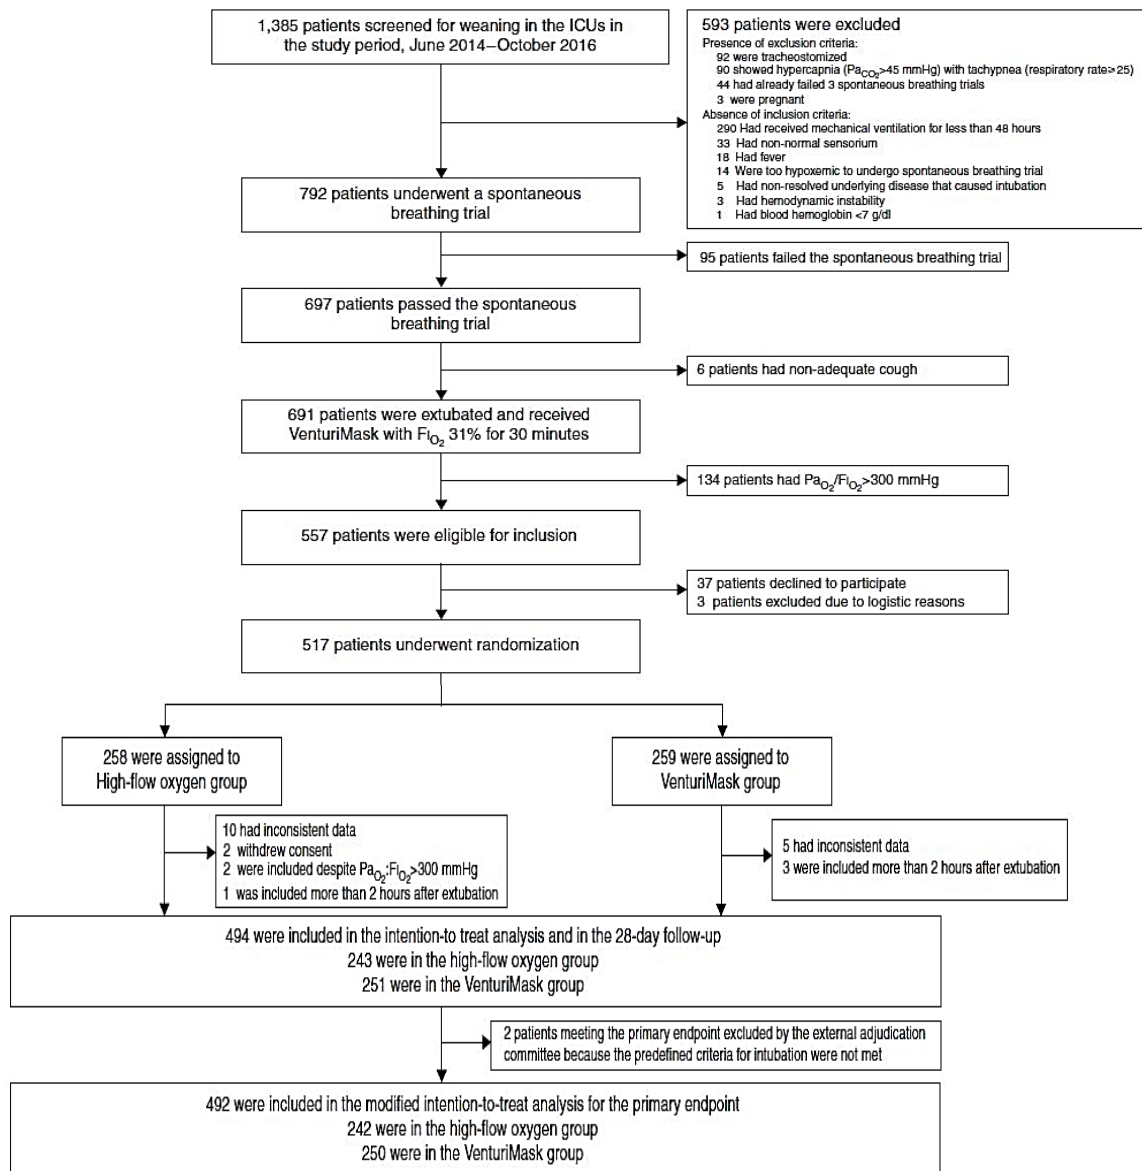 1,385 patients screened for weaning in the ICUs in
the study period, June 2014–October 2016
593 patients were excluded
Presence of exclusion criteria:
92 were tracheostomized
90 showed hypercapnia (PaCO2>45 mmHg) with tachypnea (respiratory rate≥25)
44 had already failed 3 spontaneous breathing trials
3 were pregnant
Absence of inclusion criteria:
290 Had received mechanical ventilation for less than 48 hours
33 Had non-normal sensorium
18 Had fever
14 Were too hypoxemic to undergo spontaneous breathing trial
5 Had non-resolved underlying disease that caused intubation
3 Had hemodynamic instability
1 Had blood hemoglobin <7 g/dl
792 patients underwent a spontaneous
breathing trial
95 patients failed the spontaneous breathing trial
697 patients passed the spontaneous
breathing trial
6 patients had non-adequate cough
691 patients were extubated and received
VenturiMask with FIO2 31% for 30 minutes
134 patients had PaO2/FIO2>300 mmHg
557 patients were eligible for inclusion
37 patients declined to participate
3 patients excluded due to logistic reasons
517 patients underwent randomization
258 were assigned to
High-flow oxygen group
259 were assigned to
VenturiMask group
10 had inconsistent data
2 withdrew consent
2 were included despite PaO2:FIO2>300 mmHg
1 was included more than 2 hours after extubation
5 had inconsistent data
3 were included more than 2 hours after extubation
494 were included in the intention-to treat analysis and in the 28-day follow-up
243 were in the high-flow oxygen group
251 were in the VenturiMask group
2 patients meeting the primary endpoint excluded by the external adjudication
committee because the predefined criteria for intubation were not met
492 were included in the modified intention-to-treat analysis for the primary endpoint
242 were in the high-flow oxygen group
250 were in the VenturiMask group